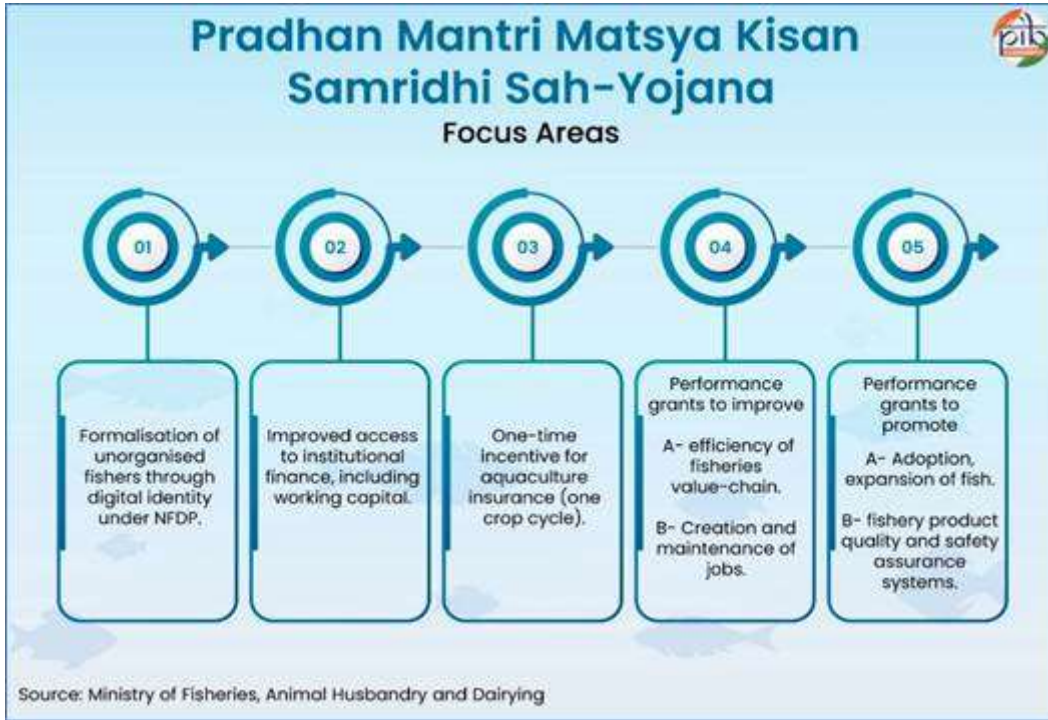 Pradhan Mantri Matsya Kisan
Samridhi Sah-Yojana
Focus Areas
pib
01
02
03
04
05
Formalisation of
unorganised
fishers through
digital identity
under NFDP.
Improved access
to institutional
finance, including
working capital.
One-time
incentive for
aquaculture
insurance (one
crop cycle).
Performance
grants to improve
A- efficiency of
fisheries
value-chain.
B- Creation and
maintenance of
jobs.
Performance
grants to
promote
A- Adoption,
expansion of fish.
B- fishery product
quality and safety
assurance
systems.
Source: Ministry of Fisheries, Animal Husbandry and Dairying